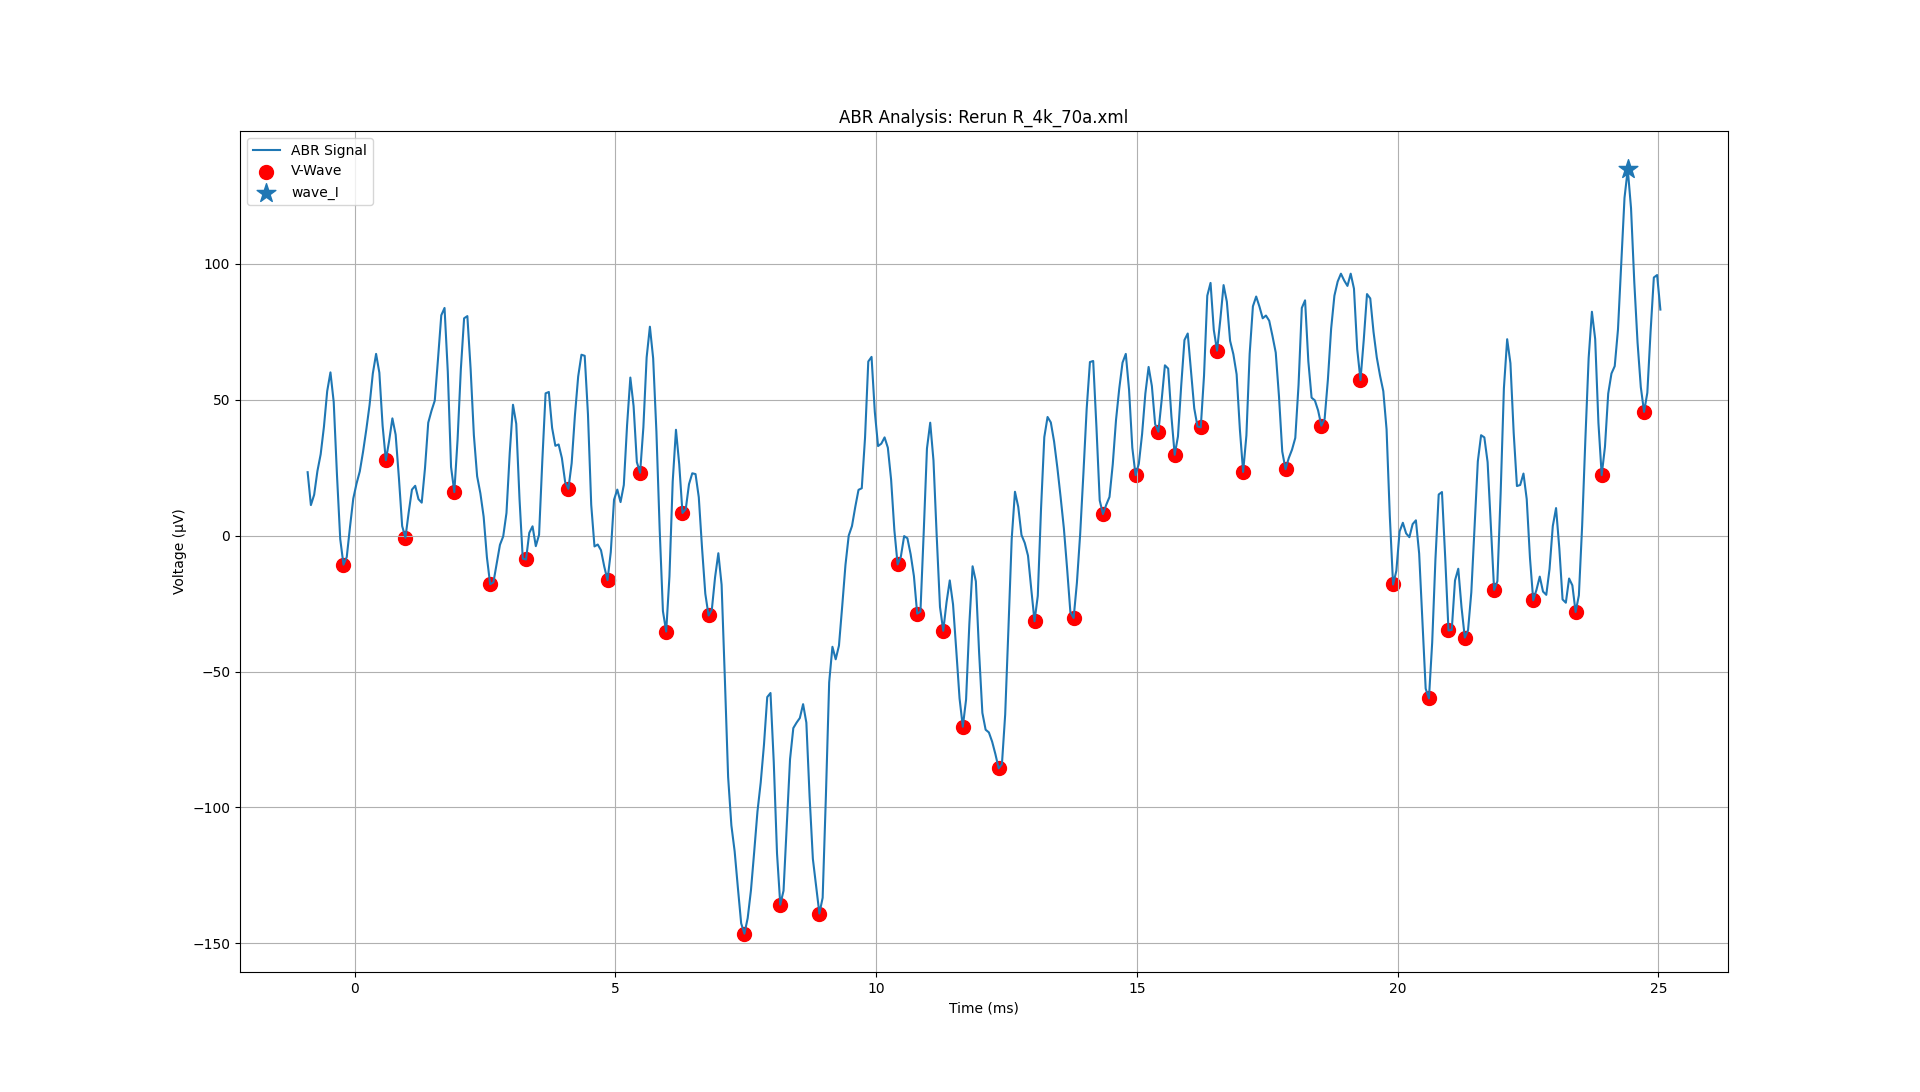 ABR Analysis: Rerun R_4k_70a.xml
ABR Signal
V-Wave
wave_I
100
50
0
−50
−100
−150
Voltage (µV)
0 5 10 15 20 25
Time (ms)